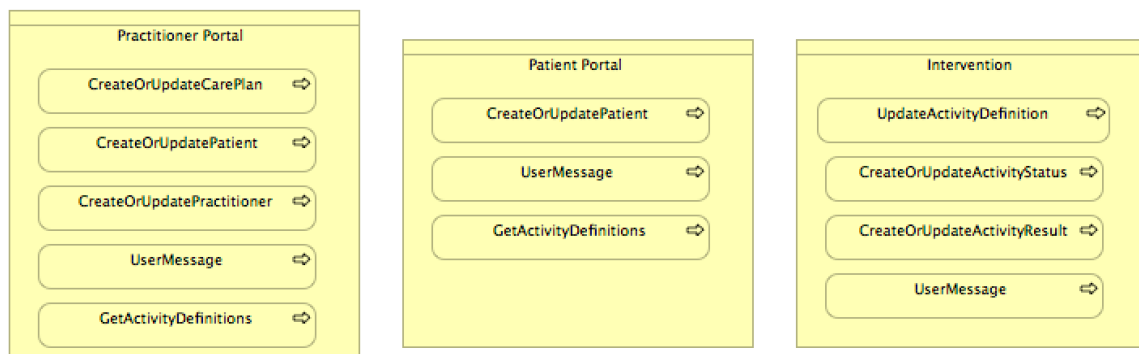 Practitioner Portal
CreateOrUpdateCarePlan
CreateOrUpdatePatient
CreateOrUpdatePractitioner
UserMessage
GetActivityDefinitions
Patient Portal
CreateOrUpdatePatient
UserMessage
GetActivityDefinitions
Intervention
UpdateActivityDefinition
CreateOrUpdateActivityStatus
CreateOrUpdateActivityResult
UserMessage